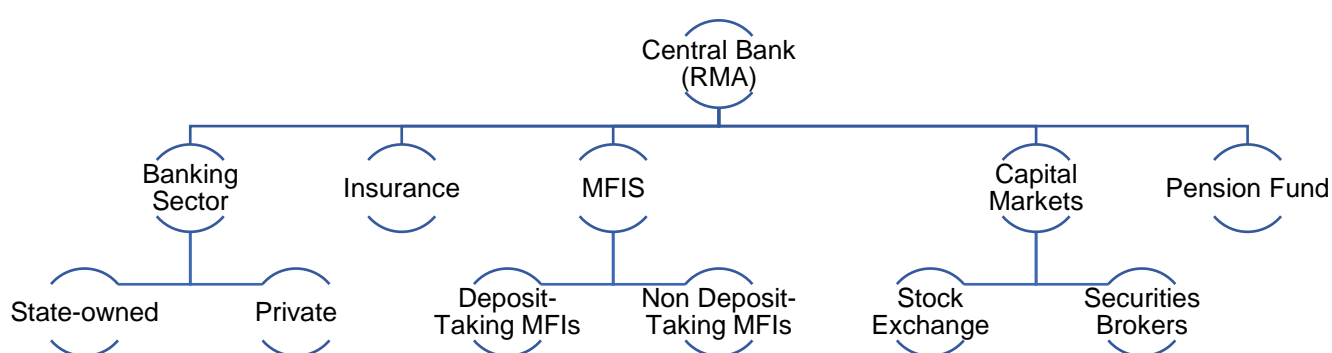 Central Bank
(RMA)
Banking
Sector
Insurance
MFIS
Capital
Markets
Pension Fund
State-owned
Private
Deposit-
Taking MFIs
Non Deposit-
Taking MFIs
Stock
Exchange
Securities
Brokers